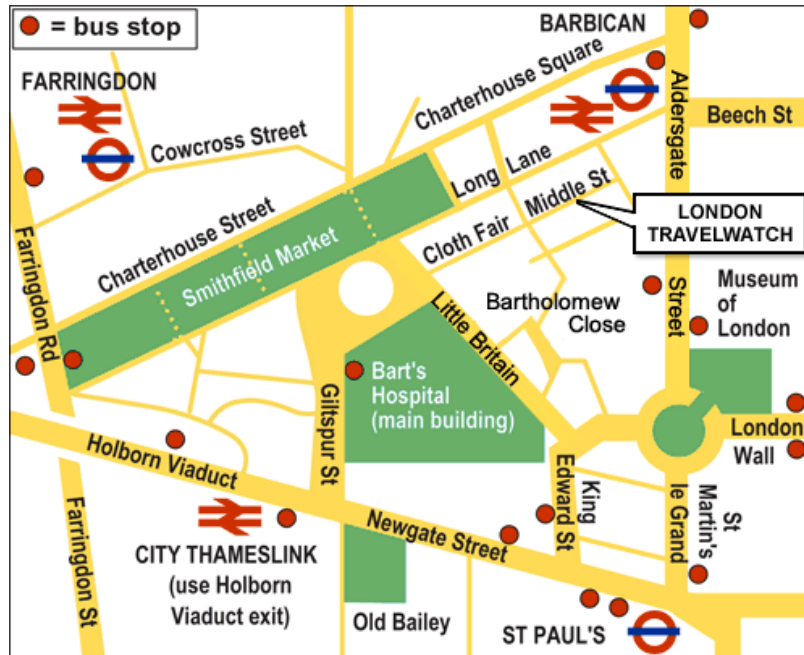 = bus stop
BARBICAN
FARRINGDON
Charterhouse Square
Aldersgate
Beech St
Cowcross Street
Long Lane
Middle St
LONDON
TRAVELWATCH
Charterhouse Street
Smithfield Market
Cloth Fair
Farringdon Rd
Street
Museum
of
London
Bartholomew
Close
Little Britain
Bart's
Hospital
(main building)
Giltspur St
Holborn Viaduct
London
Wall
King
Edward St
St
Martin's
le Grand
Farringdon St
Newgate Street
CITY THAMESLINK
(use Holborn
Viaduct exit)
Old Bailey
ST PAUL'S